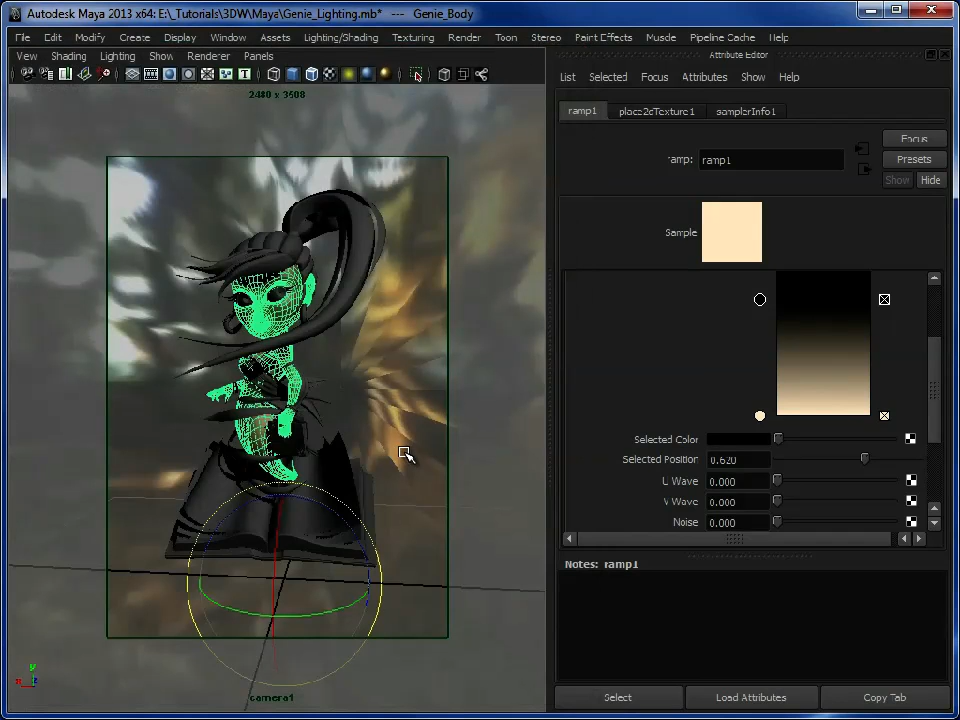 Autodesk Maya 2013 x64: E:\_Tutorials\3DW\Maya\Genie_Lighting.mb* --- Genie_Body
File Edit Modify Create Display Window Assets Lighting/Shading Texturing Render Toon Stereo Paint Effects Muscle Pipeline Cache Help
View Shading Lighting Show Renderer Panels
Attribute Editor
List Selected Focus Attributes Show Help
2480 x 3508
ramp1 place2dTexture1 samplerInfo1
Focus
ramp: ramp1
Presets
Show Hide
Sample
Selected Color
Selected Position 0.620
U Wave 0.000
V Wave 0.000
Noise 0.000
Notes: ramp1
y
x z
camera1
Select Load Attributes Copy Tab